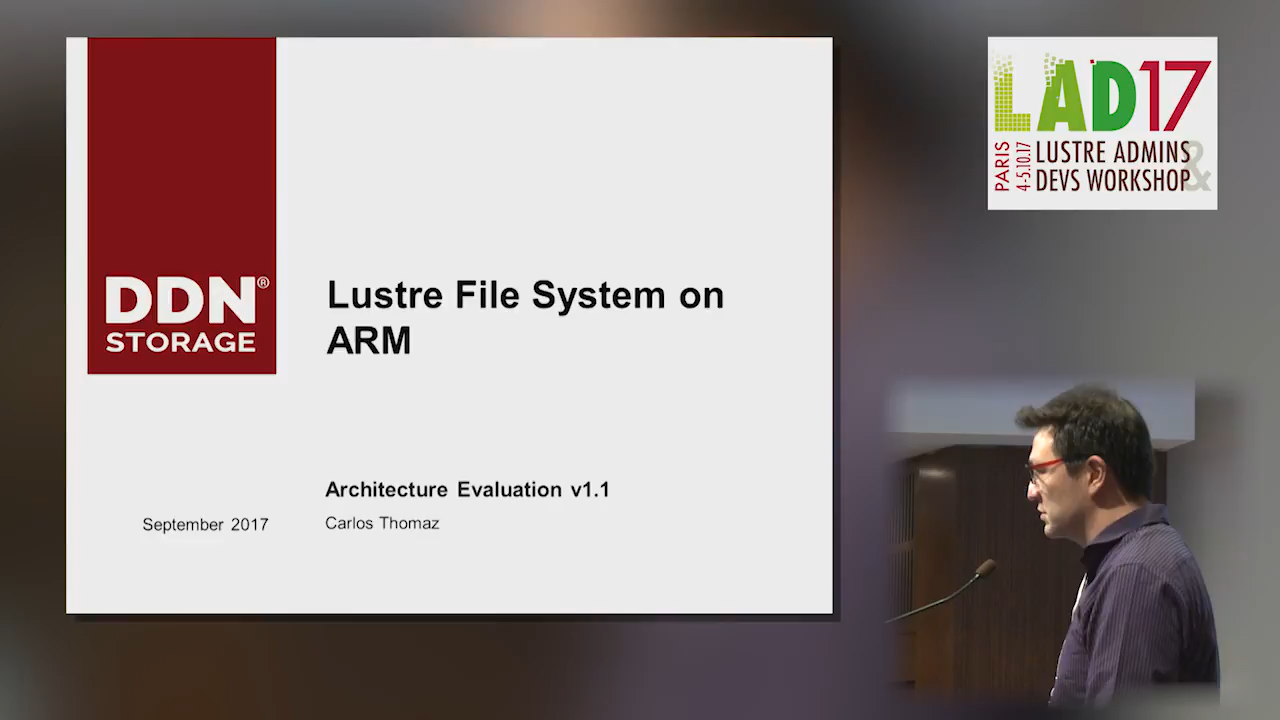 DDN®
STORAGE
Lustre File System on
ARM
Architecture Evaluation v1.1
September 2017
Carlos Thomaz
LAD17
PARIS
4-5.10.17
LUSTRE ADMINS
&
DEVS WORKSHOP